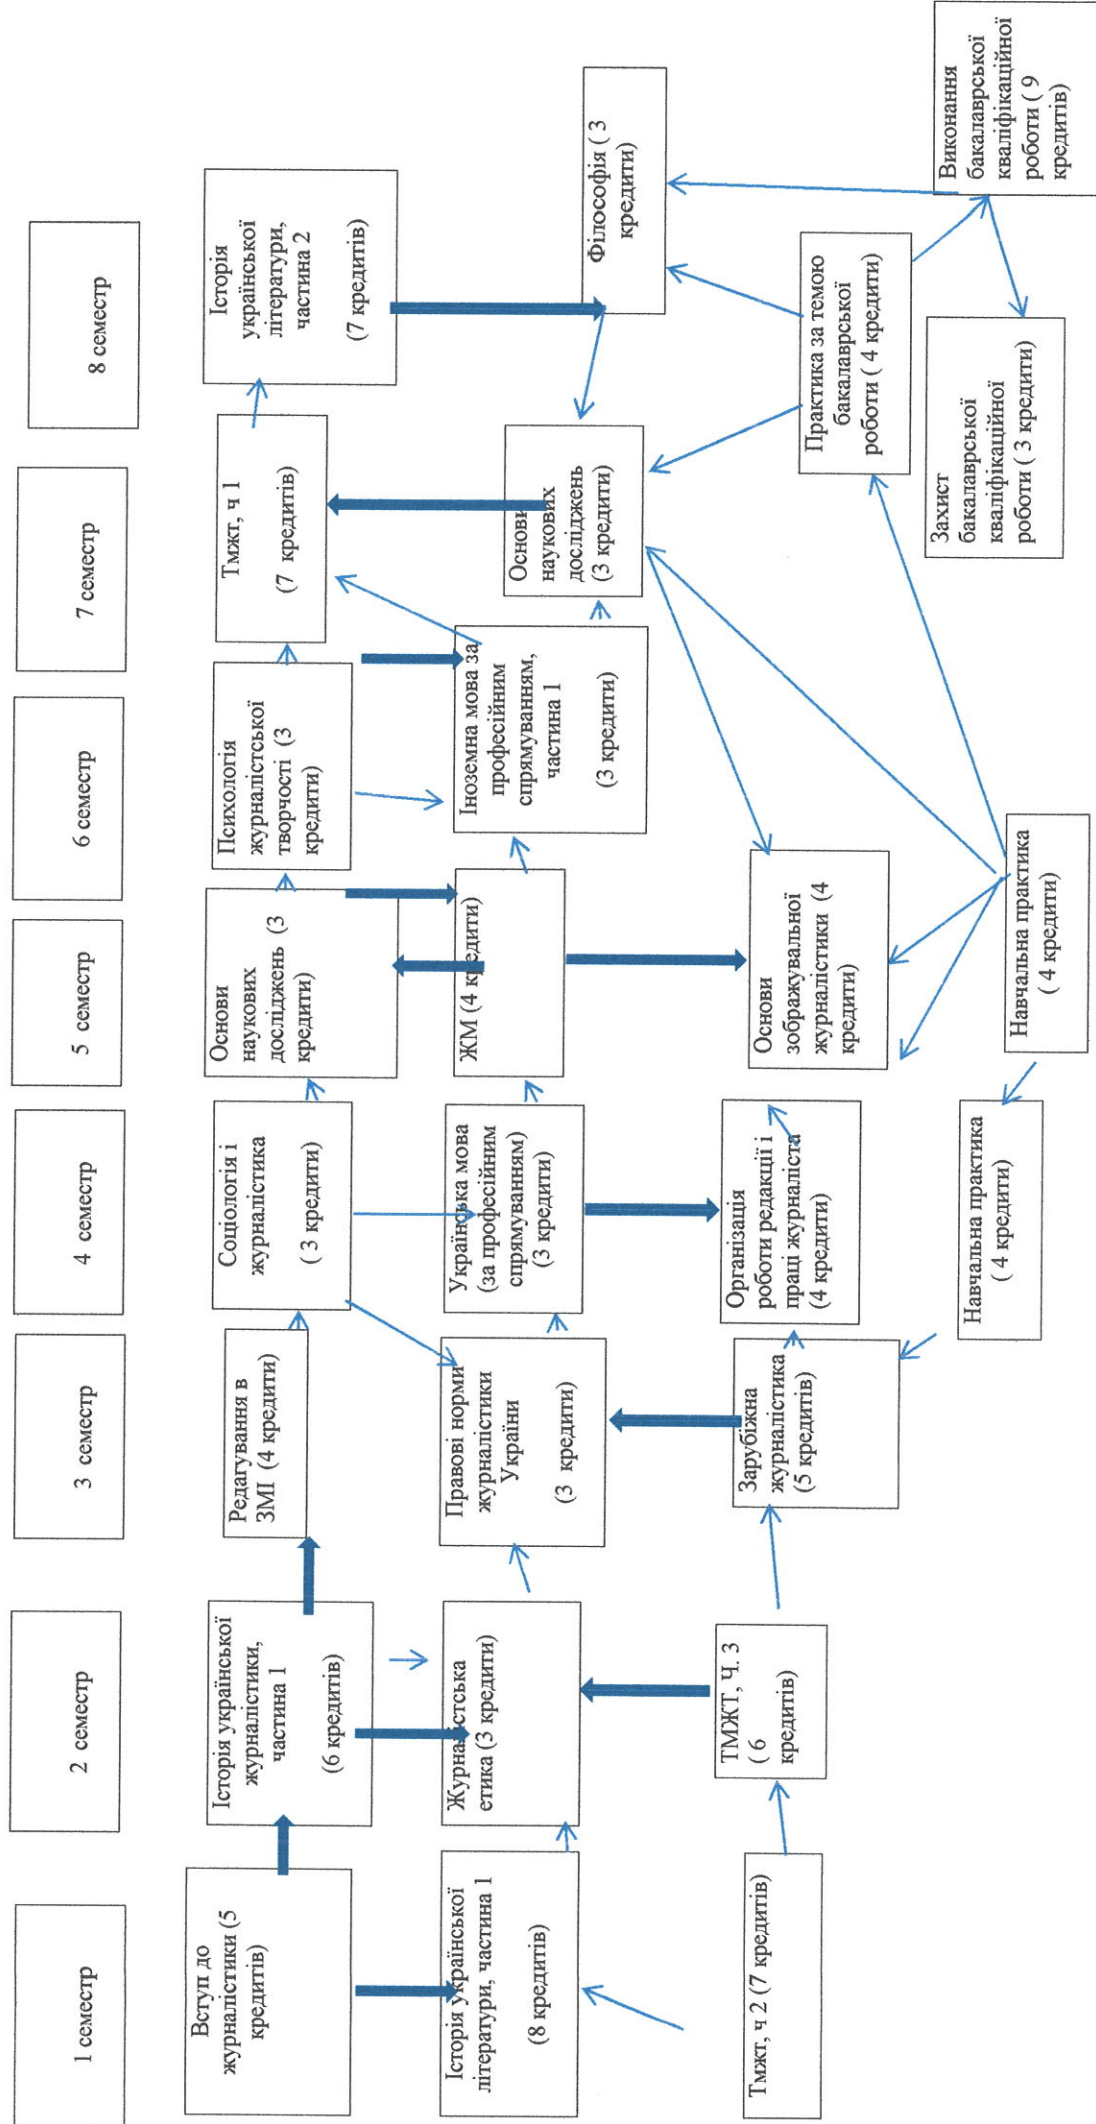 1 семестр
2 семестр
3 семестр
4 семестр
5 семестр
6 семестр
7 семестр
8 семестр
Вступ до
журналістики (5
кредитів)
Історія української
журналістики,
частина 1
(6 кредитів)
Редагування в
ЗМІ (4 кредити)
Соціологія і
журналістика
( 3 кредити)
Основи
наукових
досліджень (3
кредити)
Психологія
журналістської
творчості (3
кредити)
Тмжт, ч 1
(7 кредитів)
Історія
української
літератури,
частина 2
(7 кредитів)
Історія української
літератури, частина 1
(8 кредитів)
Журналістська
етика (3 кредити)
Правові норми
журналістики
України
(3 кредити)
Українська мова
(за професійним
спрямуванням)
(3 кредити)
ЖМ (4 кредити)
Іноземна мова за
професійним
спрямуванням,
частина 1
(3 кредити)
Основи
наукових
досліджень
(3 кредити)
Філософія ( 3
кредити)
Тмжт, ч 2 (7 кредитів)
ТМЖТ, Ч. 3
( 6
кредитів)
Зарубіжна
журналістика
(5 кредитів)
Організація
роботи редакції і
праці журналіста
(4 кредити)
Основи
зображувальної
журналістики (4
кредити)
Практика за темою
бакалаврської
роботи ( 4 кредити)
Виконання
бакалаврської
кваліфікаційної
роботи ( 9
кредитів)
Захист
бакалаврської
кваліфікаційної
роботи ( 3 кредити)
Навчальна практика
( 4 кредити)
Навчальна практика
( 4 кредити)